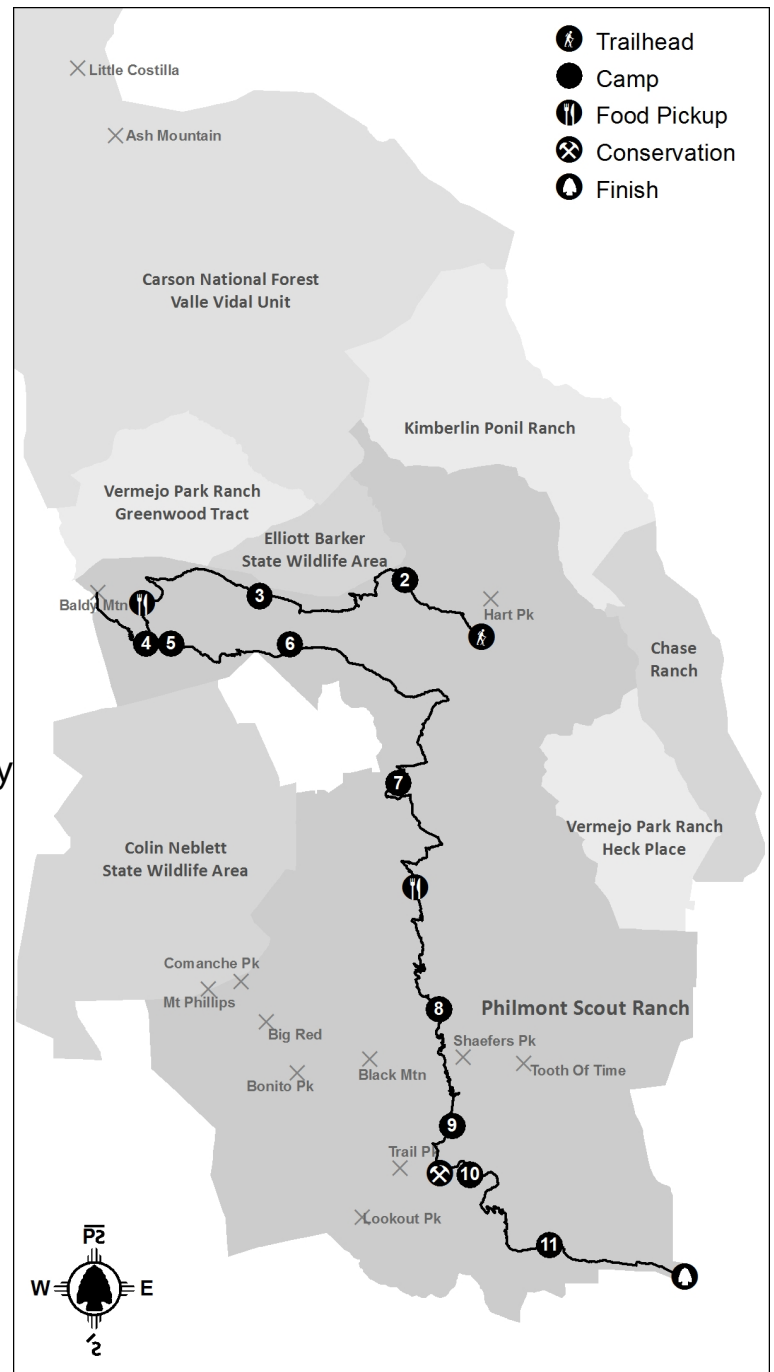 Trailhead
Camp
Food Pickup
Conservation
Finish
Little Costilla
Ash Mountain
Carson National Forest
Valle Vidal Unit
Kimberlin Ponil Ranch
Vermejo Park Ranch
Greenwood Tract
Elliott Barker
State Wildlife Area
2
3
Baldy Mtn
Hart Pk
4
5
6
Chase
Ranch
y
7
Vermejo Park Ranch
Heck Place
Colin Neblett
State Wildlife Area
Comanche Pk
Mt Phillips
8
Philmont Scout Ranch
Big Red
Shaefers Pk
Black Mtn
Tooth Of Time
Bonito Pk
9
Trail Pk
10
Lookout Pk
11
W
E